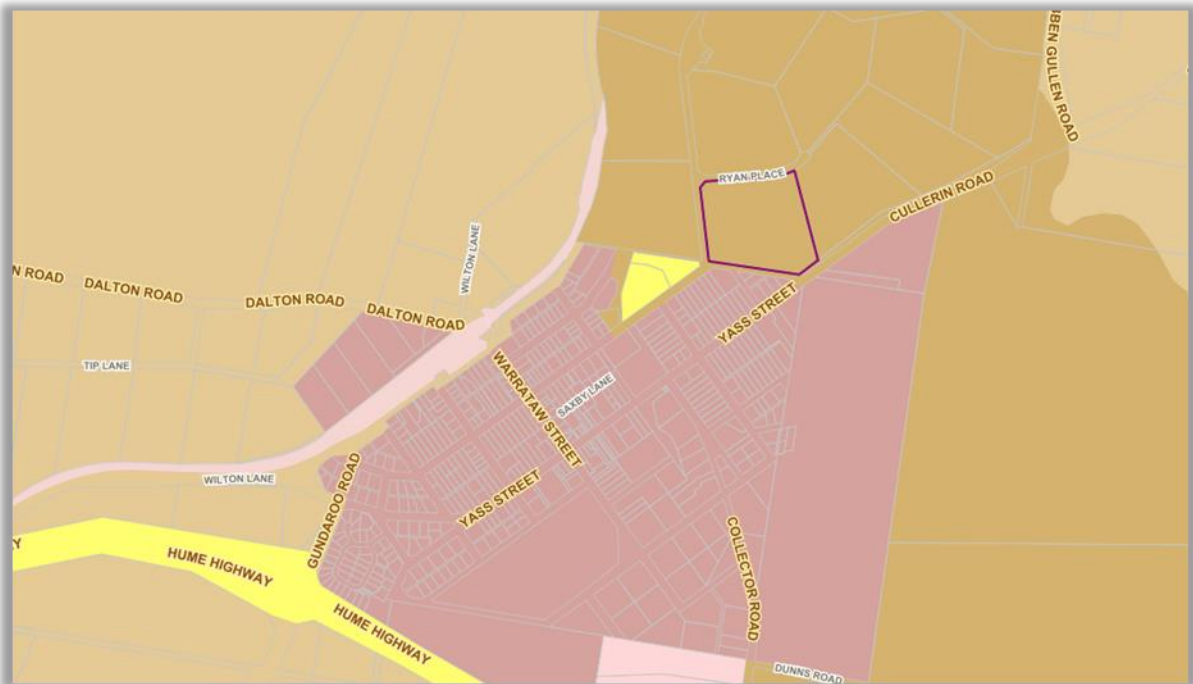 BBEN GULLEN ROAD
RYAN PLACE
CULLERIN ROAD
WILTON LANE
N ROAD
DALTON ROAD
DALTON ROAD
DALTON ROAD
YASS STREET
TIP LANE
WARRATAW STREET
SAXBY LANE
WILTON LANE
GUNDAROO ROAD
YASS STREET
COLLECTOR ROAD
Y
HUME HIGHWAY
HUME HIGHWAY
DUNNS ROAD